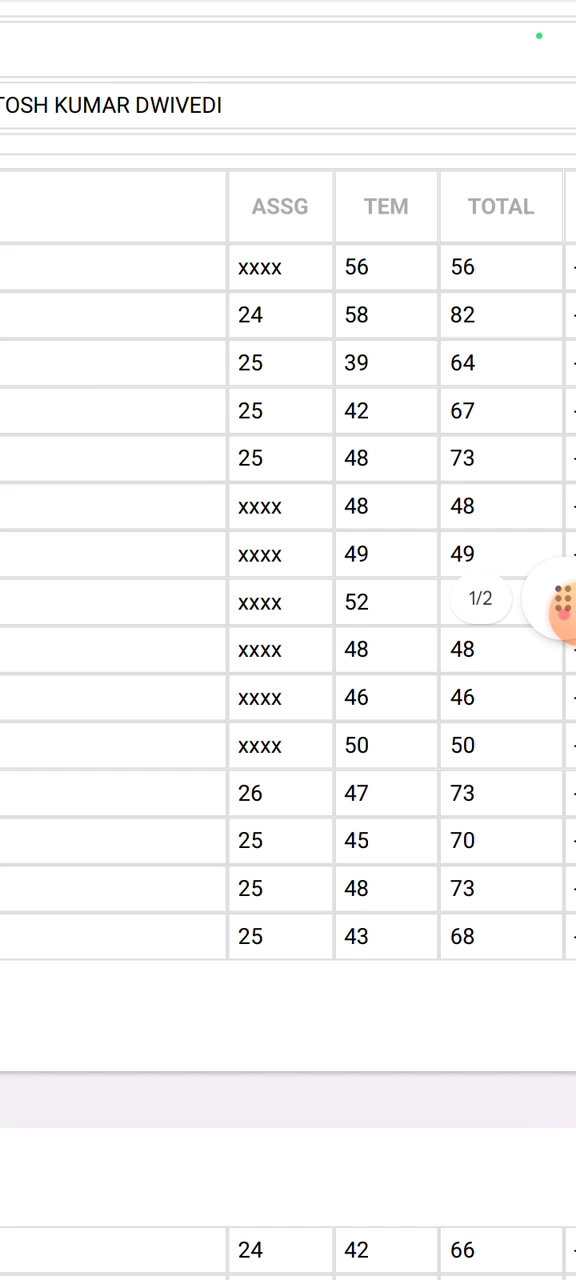 TOSH KUMAR DWIVEDI
ASSG TEM TOTAL
xxxx 56 56
24 58 82
25 39 64
25 42 67
25 48 73
xxxx 48 48
xxxx 49 49
xxxx 52 1/2
xxxx 48 48
xxxx 46 46
xxxx 50 50
26 47 73
25 45 70
25 48 73
25 43 68
24 42 66